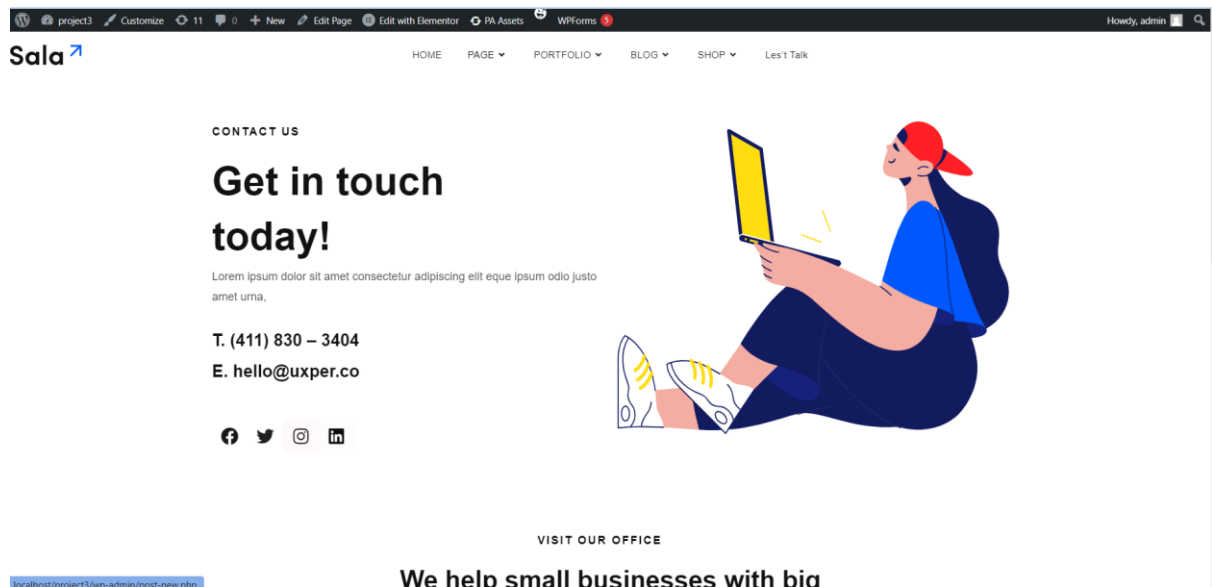 project3 Customize 11 0 New Edit Page Edit with Elementor PA Assets WPForms 5 Howdy, admin
Sala
HOME PAGE PORTFOLIO BLOG SHOP Les't Talk
CONTACT US
Get in touch
today!
Lorem ipsum dolor sit amet consectetur adipiscing elit eque ipsum odio justo
amet urna,
T. (411) 830 – 3404
E. hello@uxper.co
VISIT OUR OFFICE
We help small businesses with big
localhost/project3/wp-admin/post-new.php